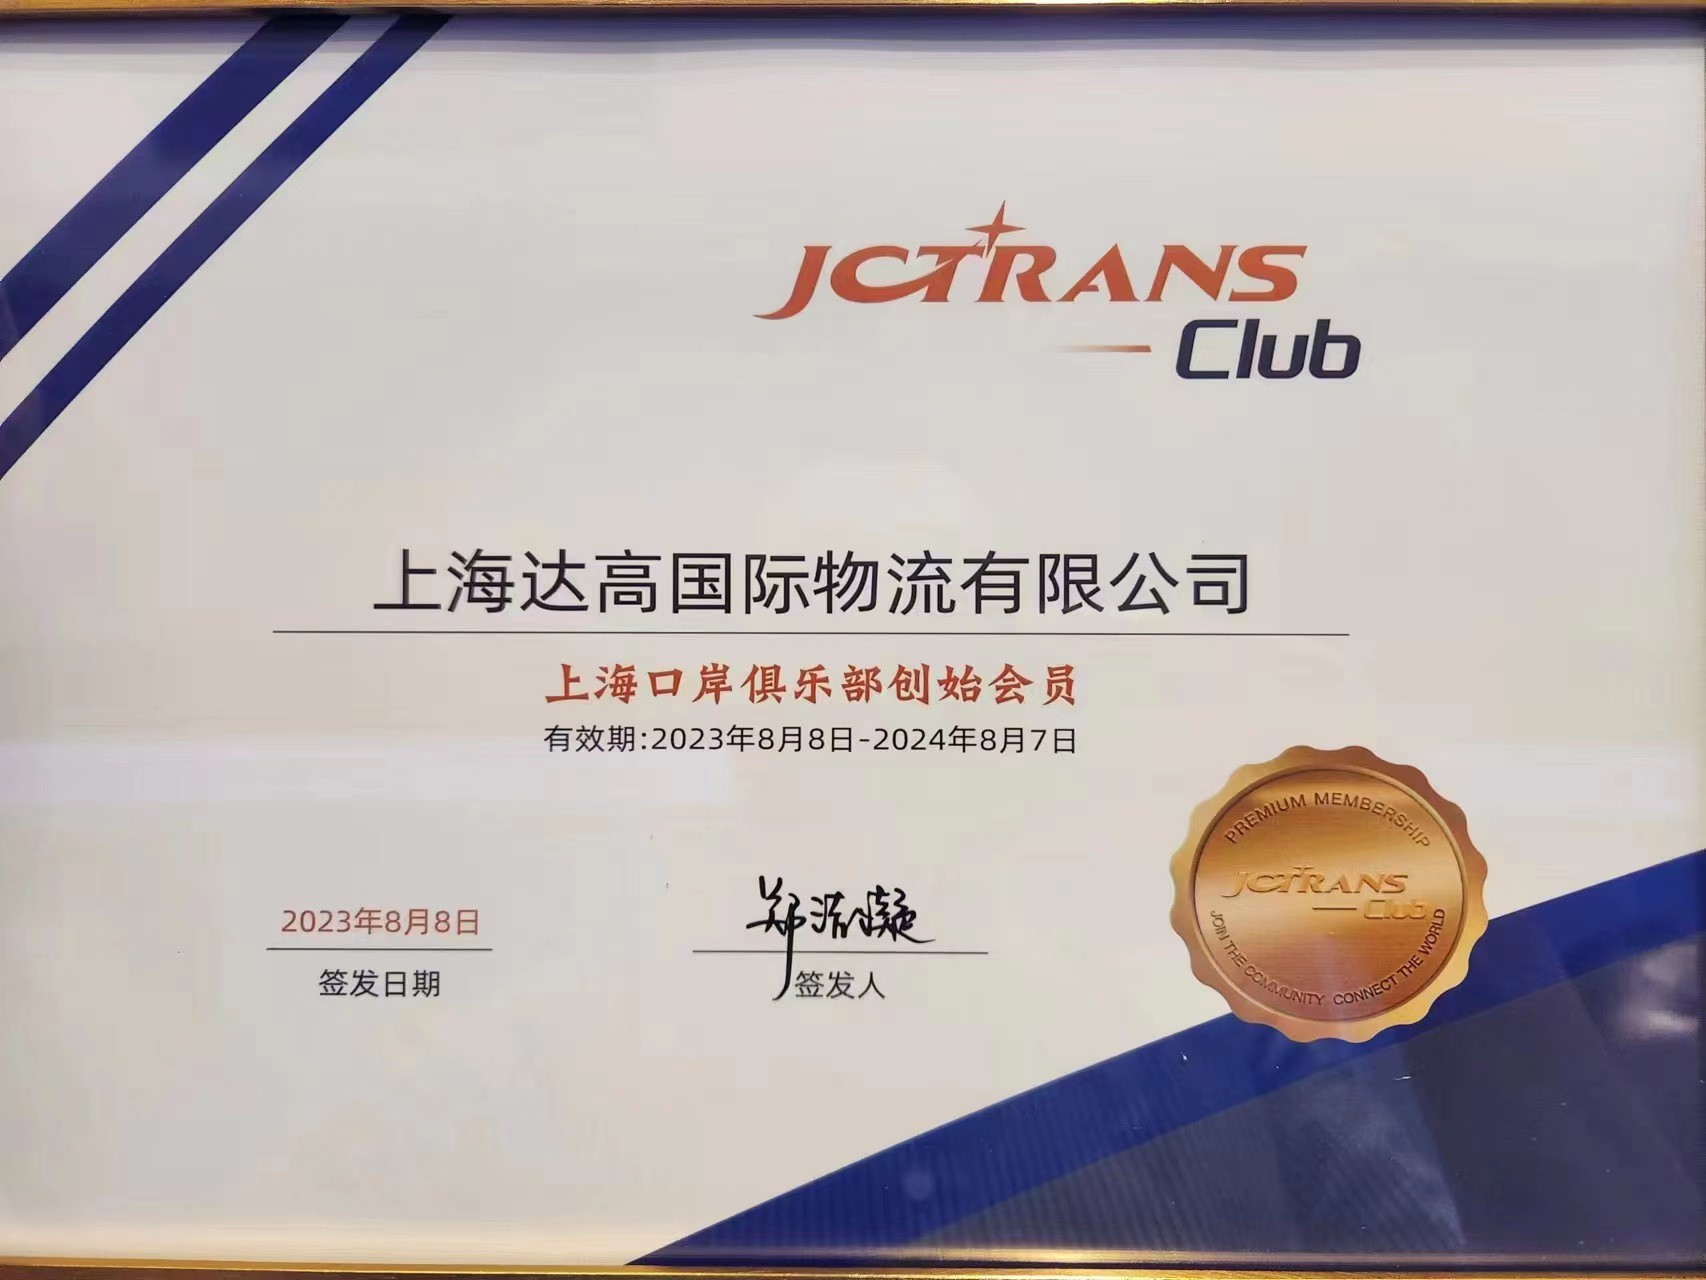 JCTRANS
Club
上海达高国际物流有限公司
上海口岸俱乐部创始会员
有效期:2023年8月8日-2024年8月7日
2023年8月8日
签发日期
签发人
PREMIUM MEMBERSHIP
JCTRANS
Club
JOIN THE COMMUNITY CONNECT THE WORLD